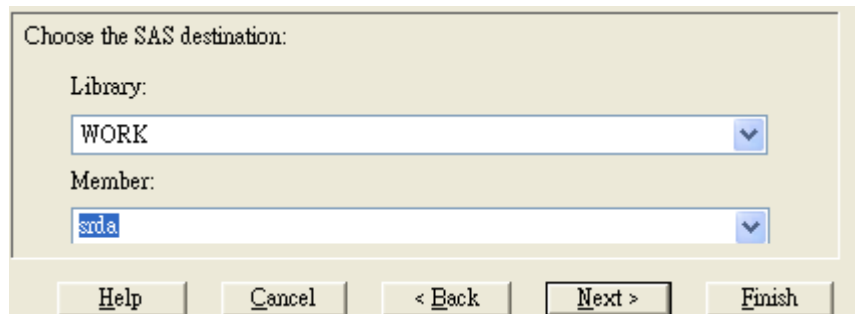 Choose the SAS destination:
Library:
WORK
Member:
srda
Help Cancel < Back Next > Finish